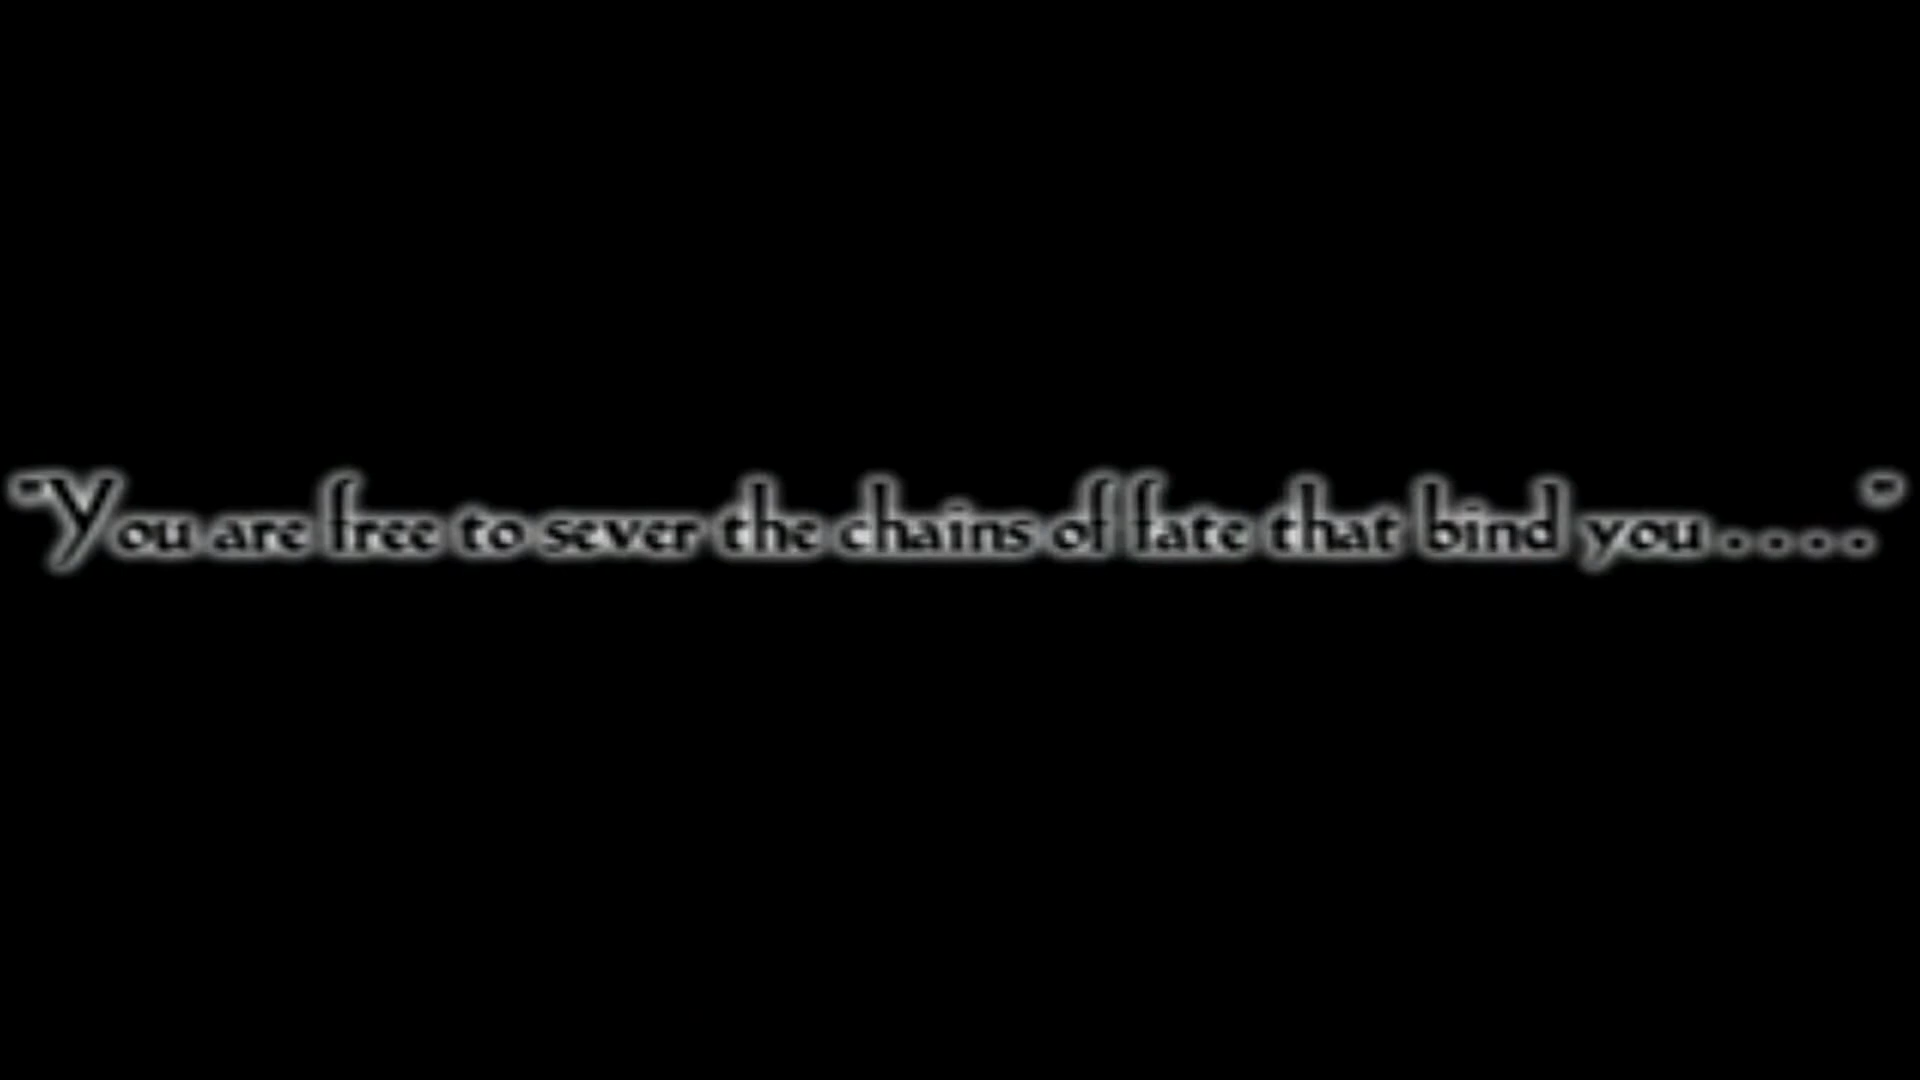 "You are free to sever the chains of fate that bind you...."